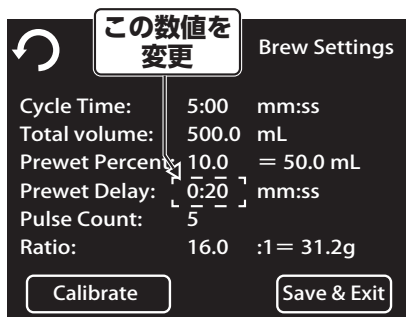 この数値を
変更
Brew Settings
Cycle Time: 5:00 mm:ss
Total volume: 500.0 mL
Prewet Percent: 10.0 = 50.0 mL
Prewet Delay: 0:20 mm:ss
Pulse Count: 5
Ratio: 16.0 :1= 31.2g
Calibrate Save & Exit